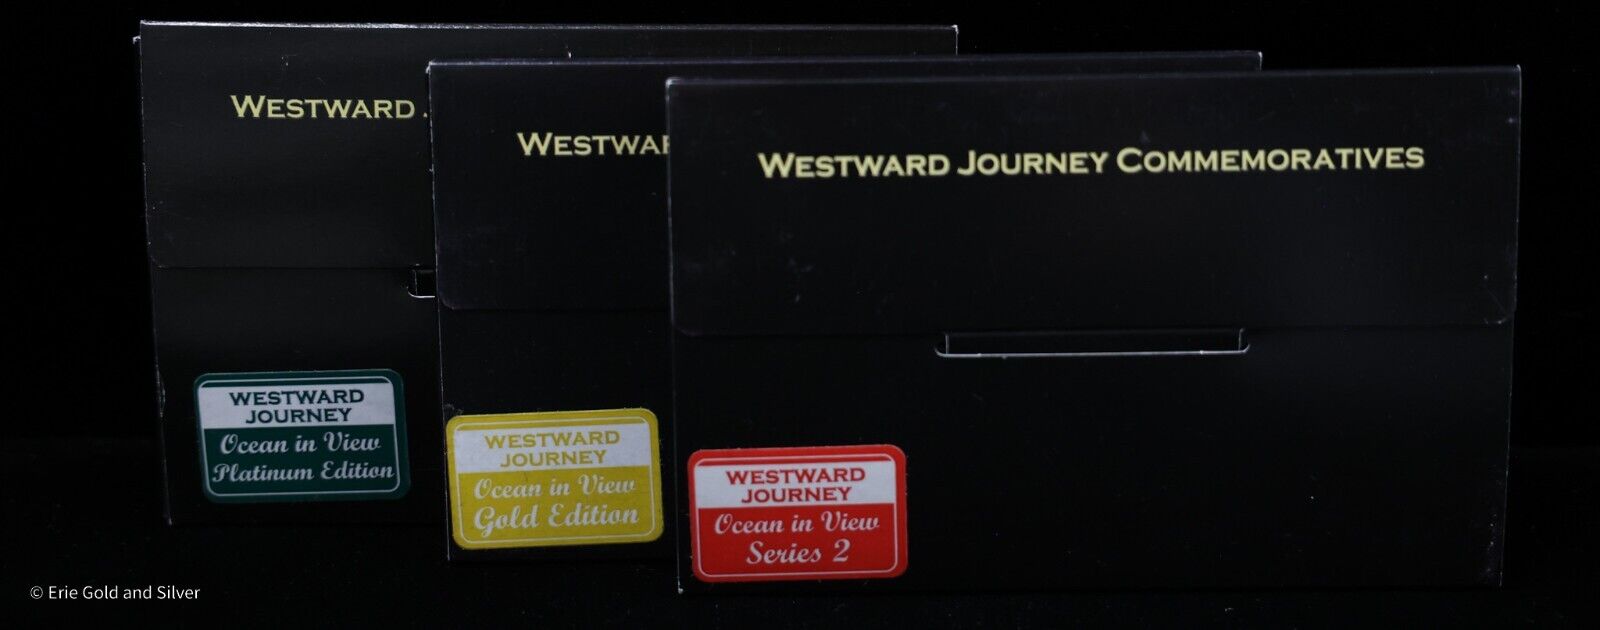 WESTWARD
WESTWAR
WESTWARD JOURNEY COMMEMORATIVES
WESTWARD
JOURNEY
Ocean in View
Platinum Edition
WESTWARD
JOURNEY
Ocean in View
Gold Edition
WESTWARD
JOURNEY
Ocean in View
Series 2
© Erie Gold and Silver